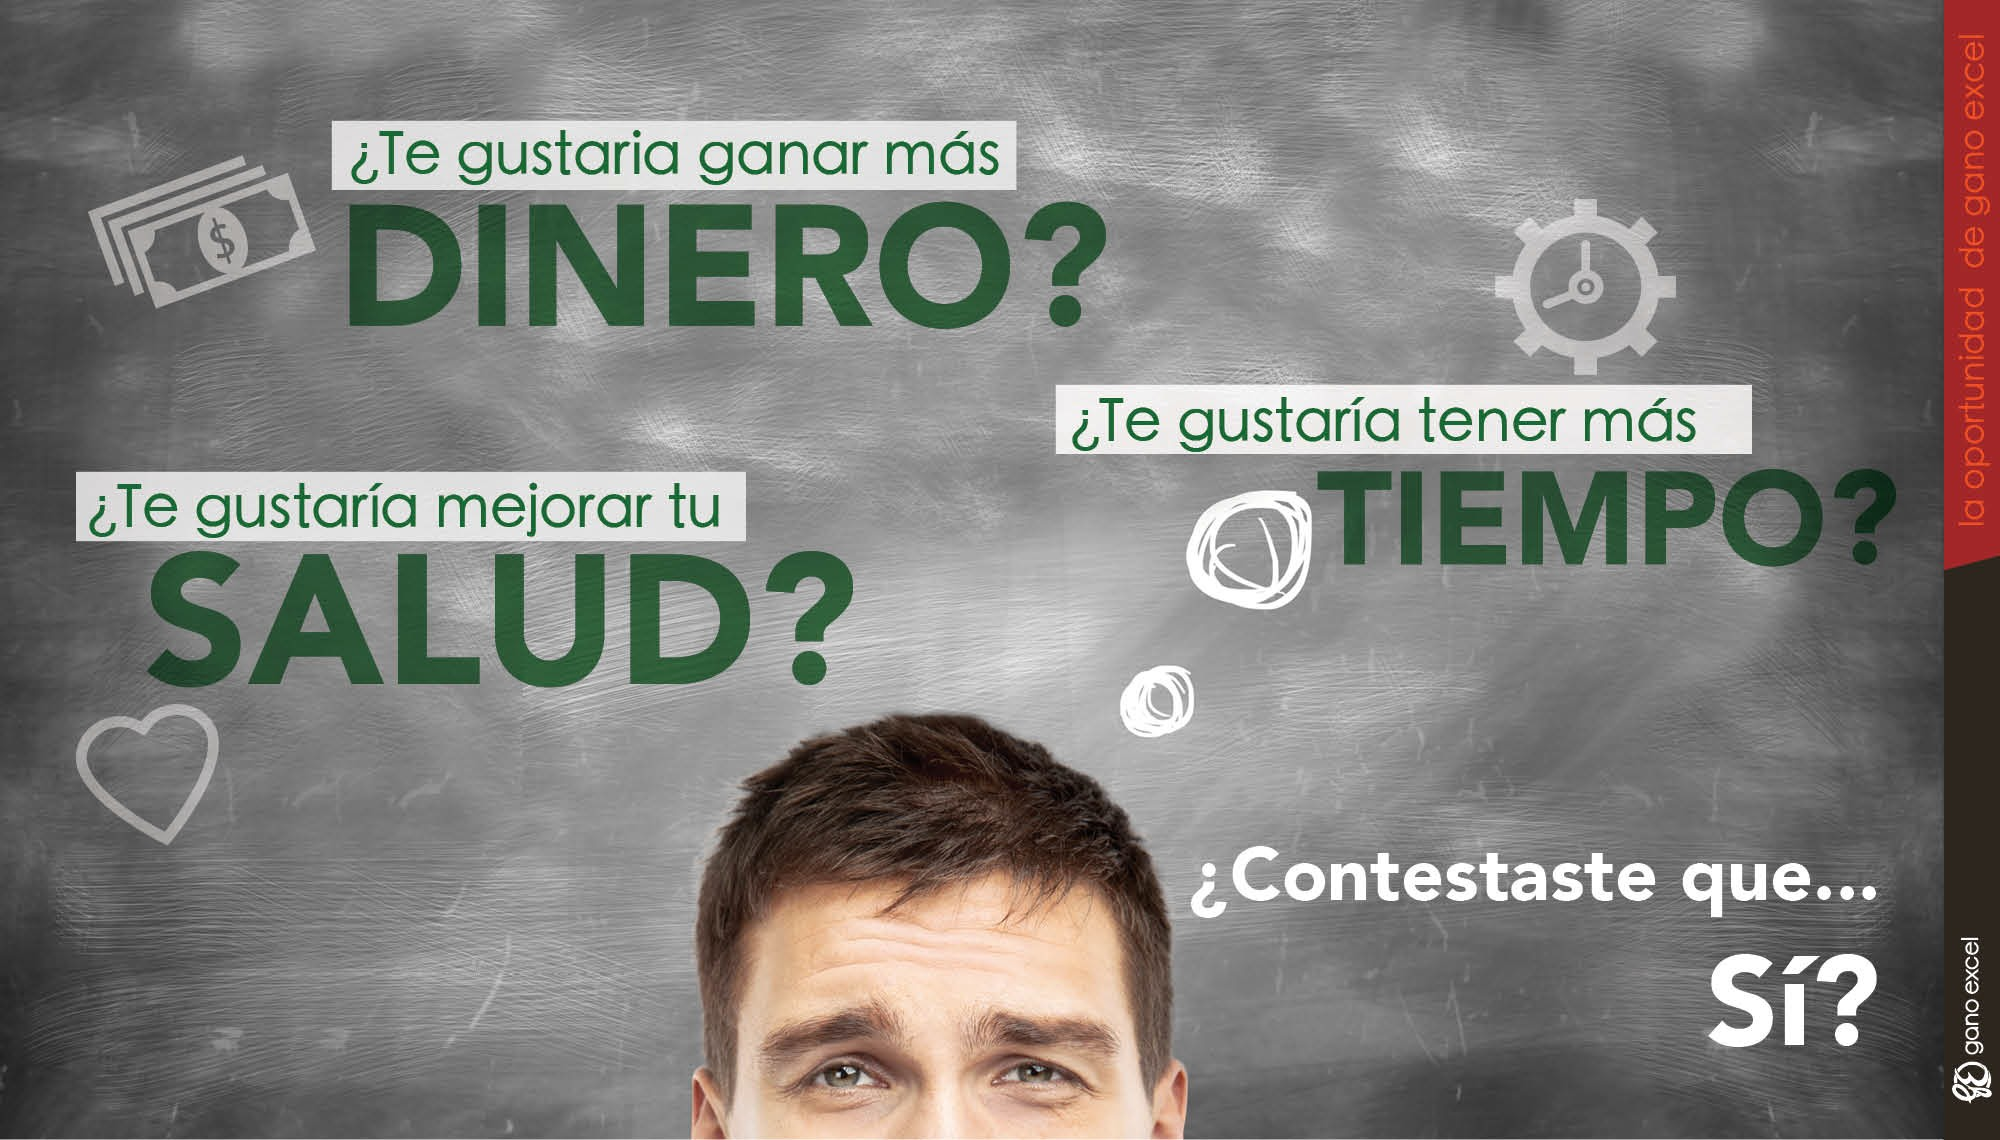 ¿Te gustaria ganar más
DINERO?
¿Te gustaría tener más
TIEMPO?
¿Te gustaría mejorar tu
SALUD?
¿Contestaste que...
Sí?
la oportunidad de gano excel
gano excel